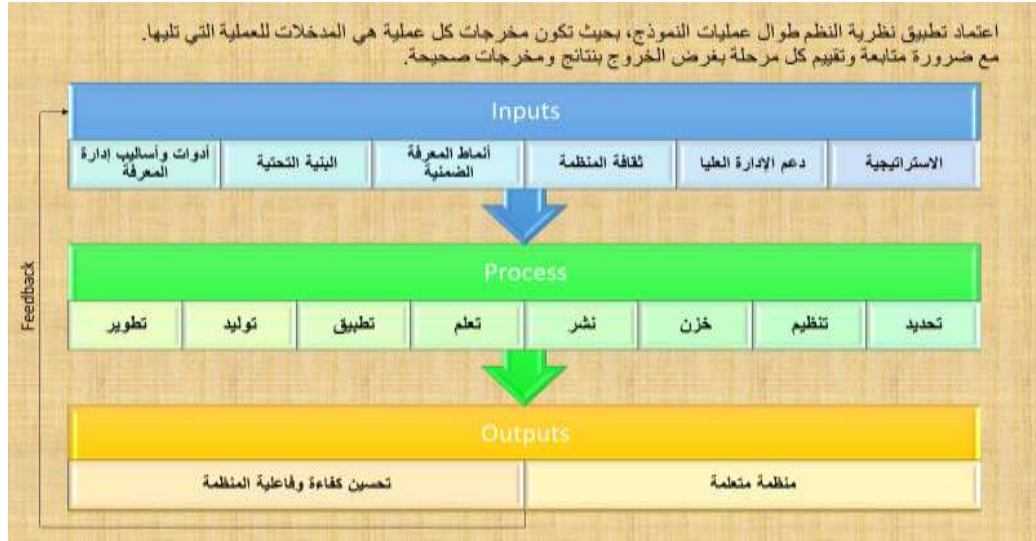 اعتماد تطبيق نظرية النظم طوال عمليات النموذج، بحيث تكون مخرجات كل عملية هي المدخلات للعملية التي تليها.
مع ضرورة متابعة وتقييم كل مرحلة بغرض الخروج بنتائج ومخرجات صحيحة.
Inputs
الاستراتيجية
دعم الإدارة العليا
ثقافة المنظمة
أنماط المعرفة
الضمنية
البنية التحتية
أدوات وأساليب إدارة
المعرفة
Process
تحديد
تنظيم
خزن
نشر
تعلم
تطبيق
توليد
تطوير
Outputs
منظمة متعلمة
تحسين كفاءة وفاعلية المنظمة
Feedback